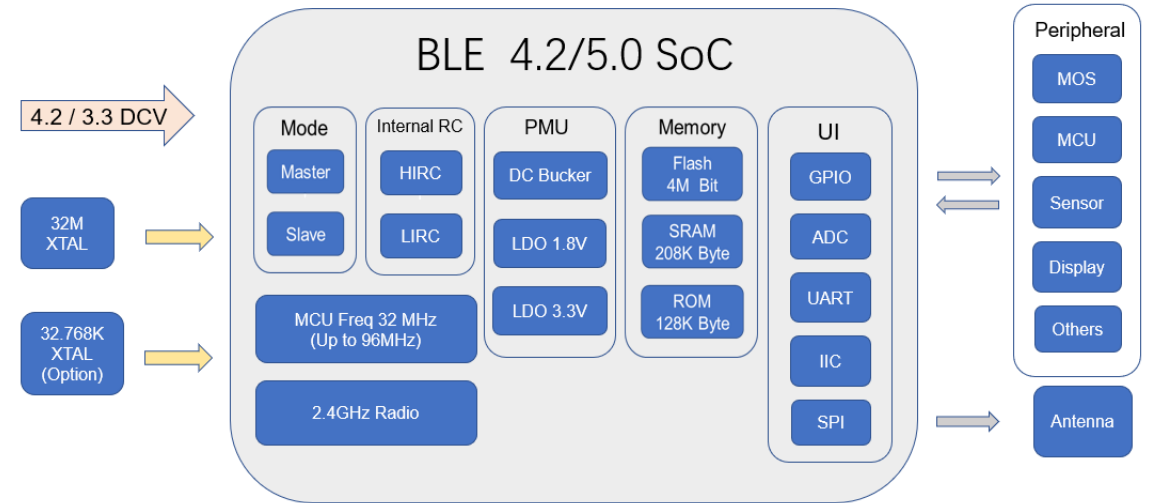 BLE 4.2/5.0 SoC
4.2 / 3.3 DCV
32M
XTAL
32.768K
XTAL
(Option)
Mode
Master
Slave
Internal RC
HIRC
LIRC
MCU Freq 32 MHz
(Up to 96MHz)
2.4GHz Radio
PMU
DC Bucker
LDO 1.8V
LDO 3.3V
Memory
Flash
4M Bit
SRAM
208K Byte
ROM
128K Byte
UI
GPIO
ADC
UART
IIC
SPI
Peripheral
MOS
MCU
Sensor
Display
Others
Antenna